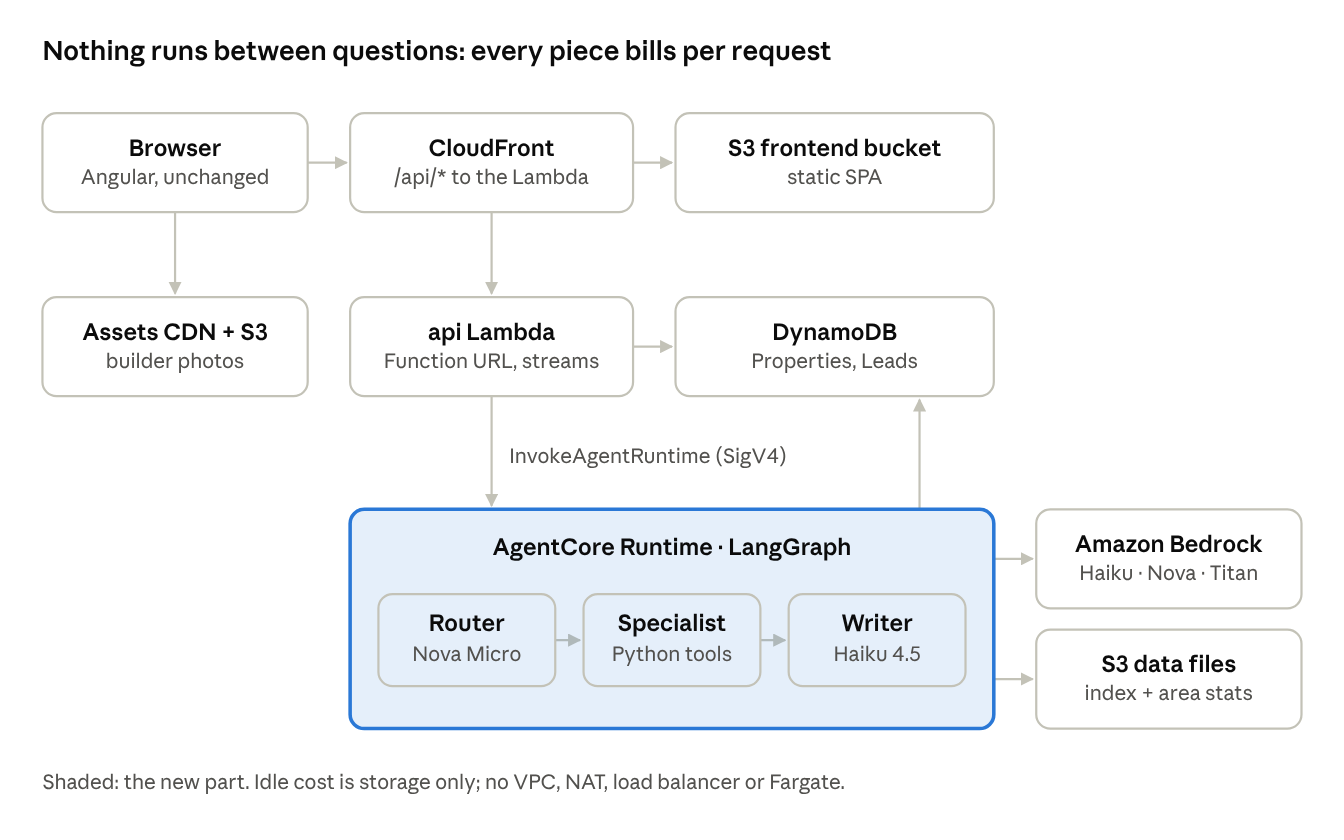 Nothing runs between questions: every piece bills per request
Browser
Angular, unchanged
CloudFront
/api/* to the Lambda
S3 frontend bucket
static SPA
Assets CDN + S3
builder photos
api Lambda
Function URL, streams
DynamoDB
Properties, Leads
InvokeAgentRuntime (SigV4)
AgentCore Runtime · LangGraph
Router
Nova Micro
Specialist
Python tools
Writer
Haiku 4.5
Amazon Bedrock
Haiku · Nova · Titan
S3 data files
index + area stats
Shaded: the new part. Idle cost is storage only; no VPC, NAT, load balancer or Fargate.